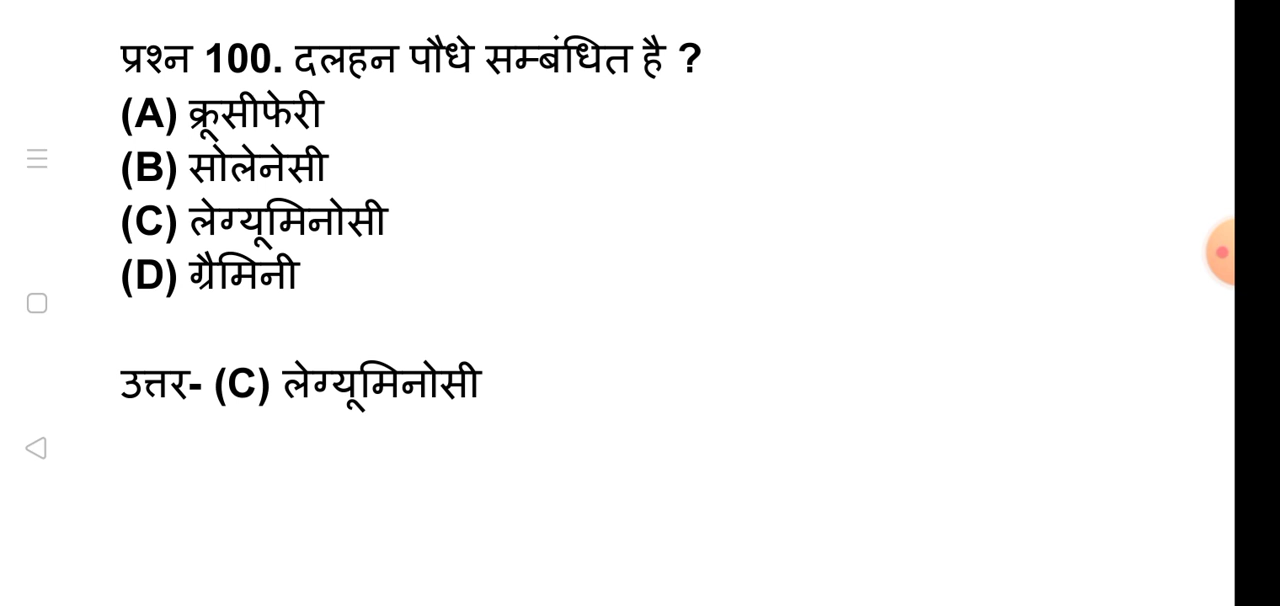 प्रश्न 100. दलहन पौधे सम्बंधित है ?
(A) क्रूसीफेरी
(B) सोलेनेसी
(C) लेग्यूमिनोसी
(D) ग्रैमिनी
उत्तर- (C) लेग्यूमिनोसी